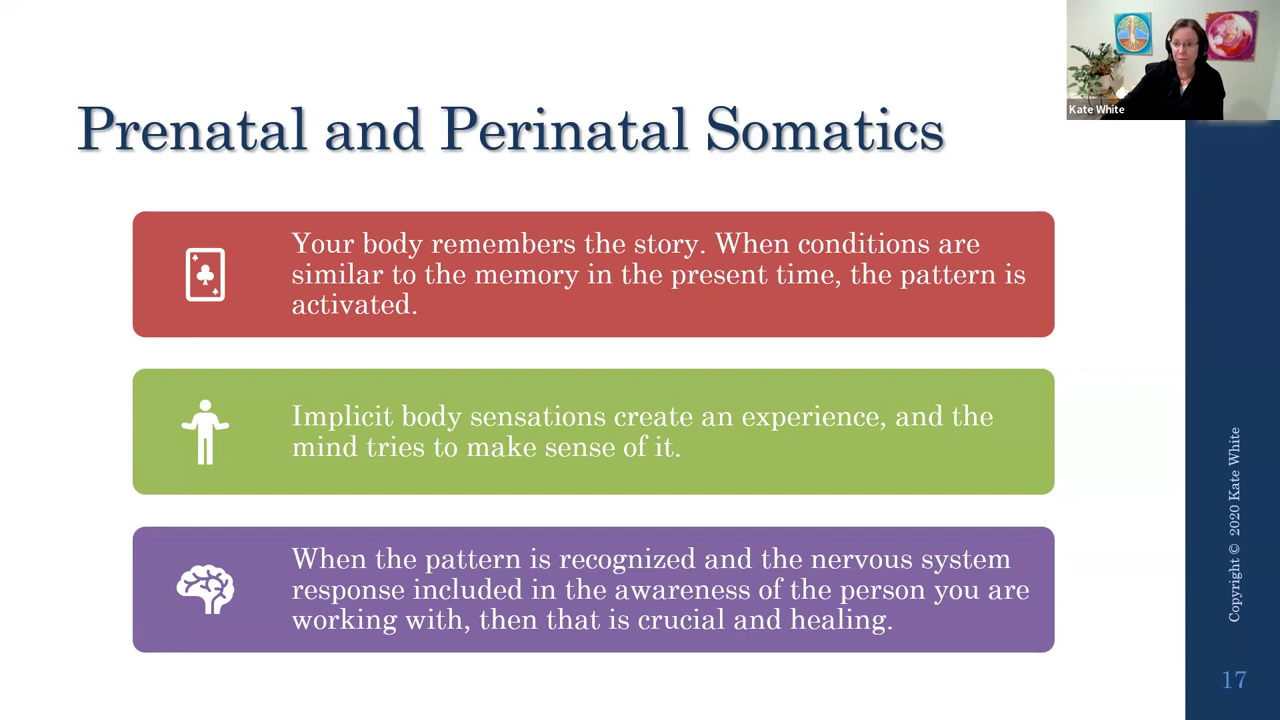 Kate White
Prenatal and Perinatal Somatics
Your body remembers the story. When conditions are
similar to the memory in the present time, the pattern is
activated.
Implicit body sensations create an experience, and the
mind tries to make sense of it.
When the pattern is recognized and the nervous system
response included in the awareness of the person you are
working with, then that is crucial and healing.
Copyright © 2020 Kate White
17